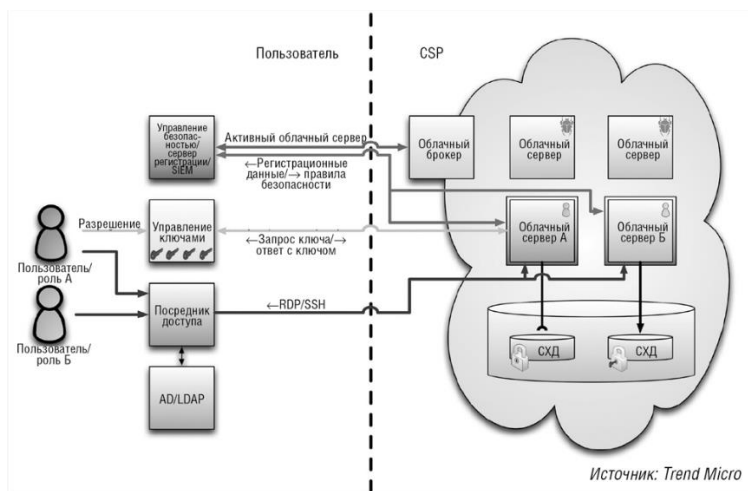 Пользователь
CSP
Управление
безопас-
ностью/
сервер
регистрации/
SIEM
Активный облачный сервер
←Регистрационные
данные/→ правила
безопасности
Облачный
брокер
Облачный
сервер
Облачный
сервер
Разрешение
Управление
ключами
←Запрос ключа/→
ответ с ключом
Облачный
сервер А
Облачный
сервер Б
Пользователь/
роль А
Посредник
доступа
←RDP/SSH
Пользователь/
роль Б
СХД
СХД
AD/LDAP
Источник: Trend Micro